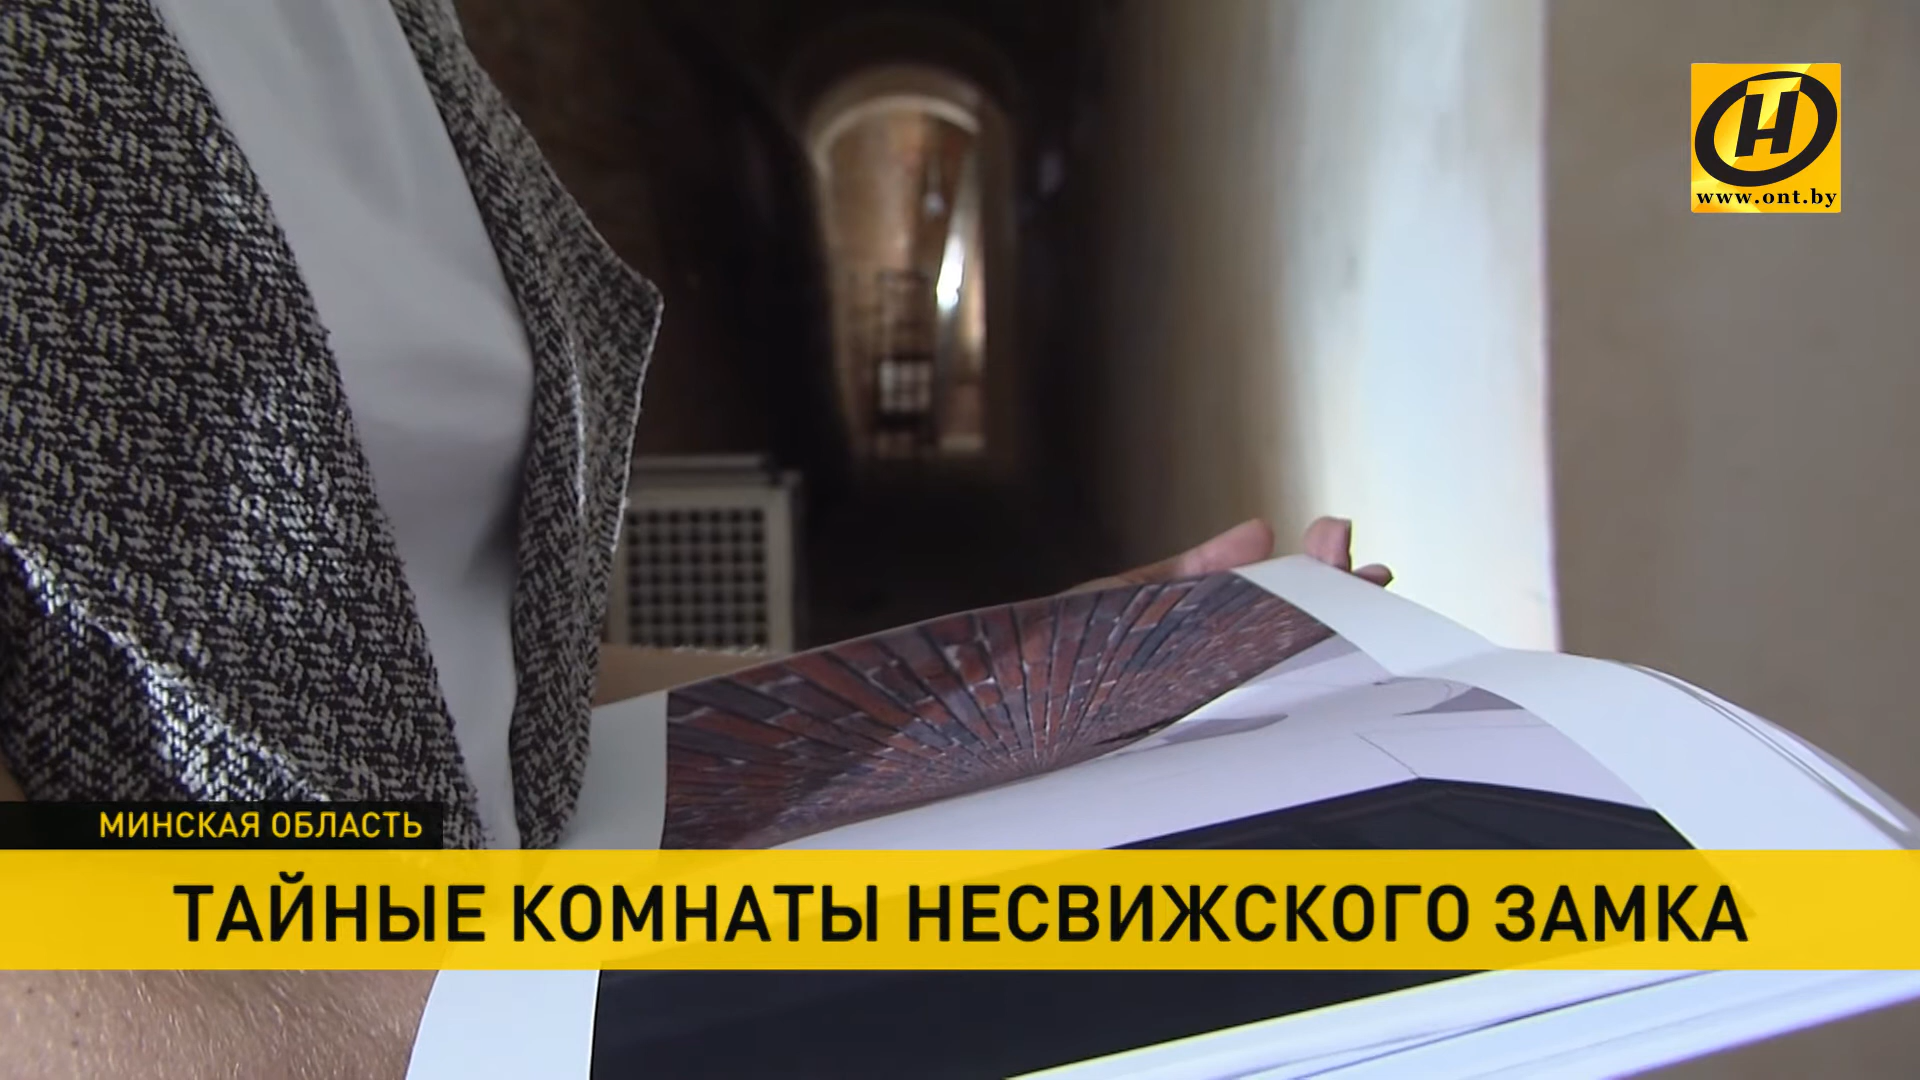 Н
www.ont.by
МИНСКАЯ ОБЛАСТЬ
ТАЙНЫЕ КОМНАТЫ НЕСВИЖСКОГО ЗАМКА